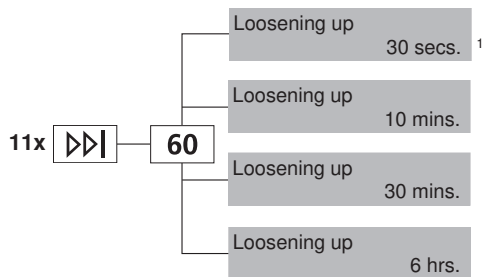 Loosening up
30 secs. 1
Loosening up
10 mins.
11x 60
Loosening up
30 mins.
Loosening up
6 hrs.